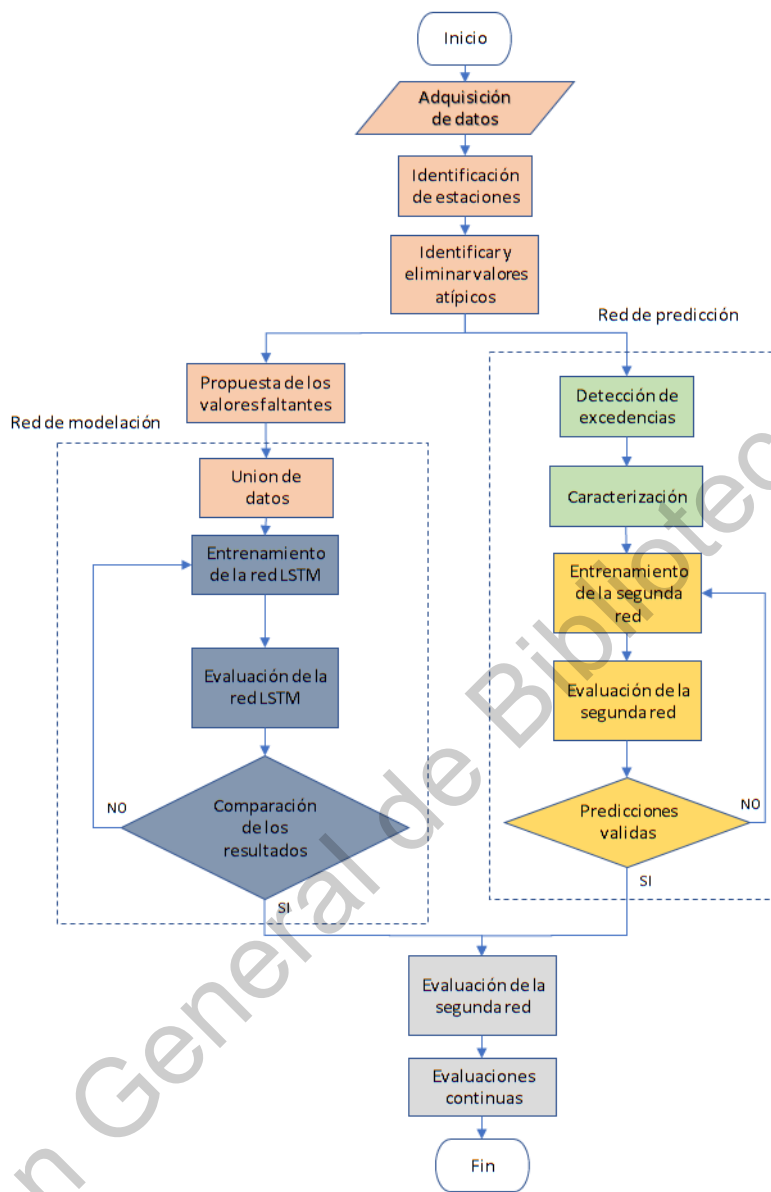 Inicio
Adquisición
de datos
Identificación
de estaciones
Identificar y
eliminar valores
atípicos
Red de predicción
Propuesta de los
valores faltantes
Detección de
excedencias
Red de modelación
Union de
datos
Caracterización
Entrenamiento
de la red LSTM
Entrenamiento
de la segunda
red
Evaluación de la
red LSTM
Evaluación de la
segunda red
NO
Comparación
de los
resultados
Predicciones
validas
NO
SI
SI
Evaluación de la
segunda red
Evaluaciones
continuas
Fin
General de